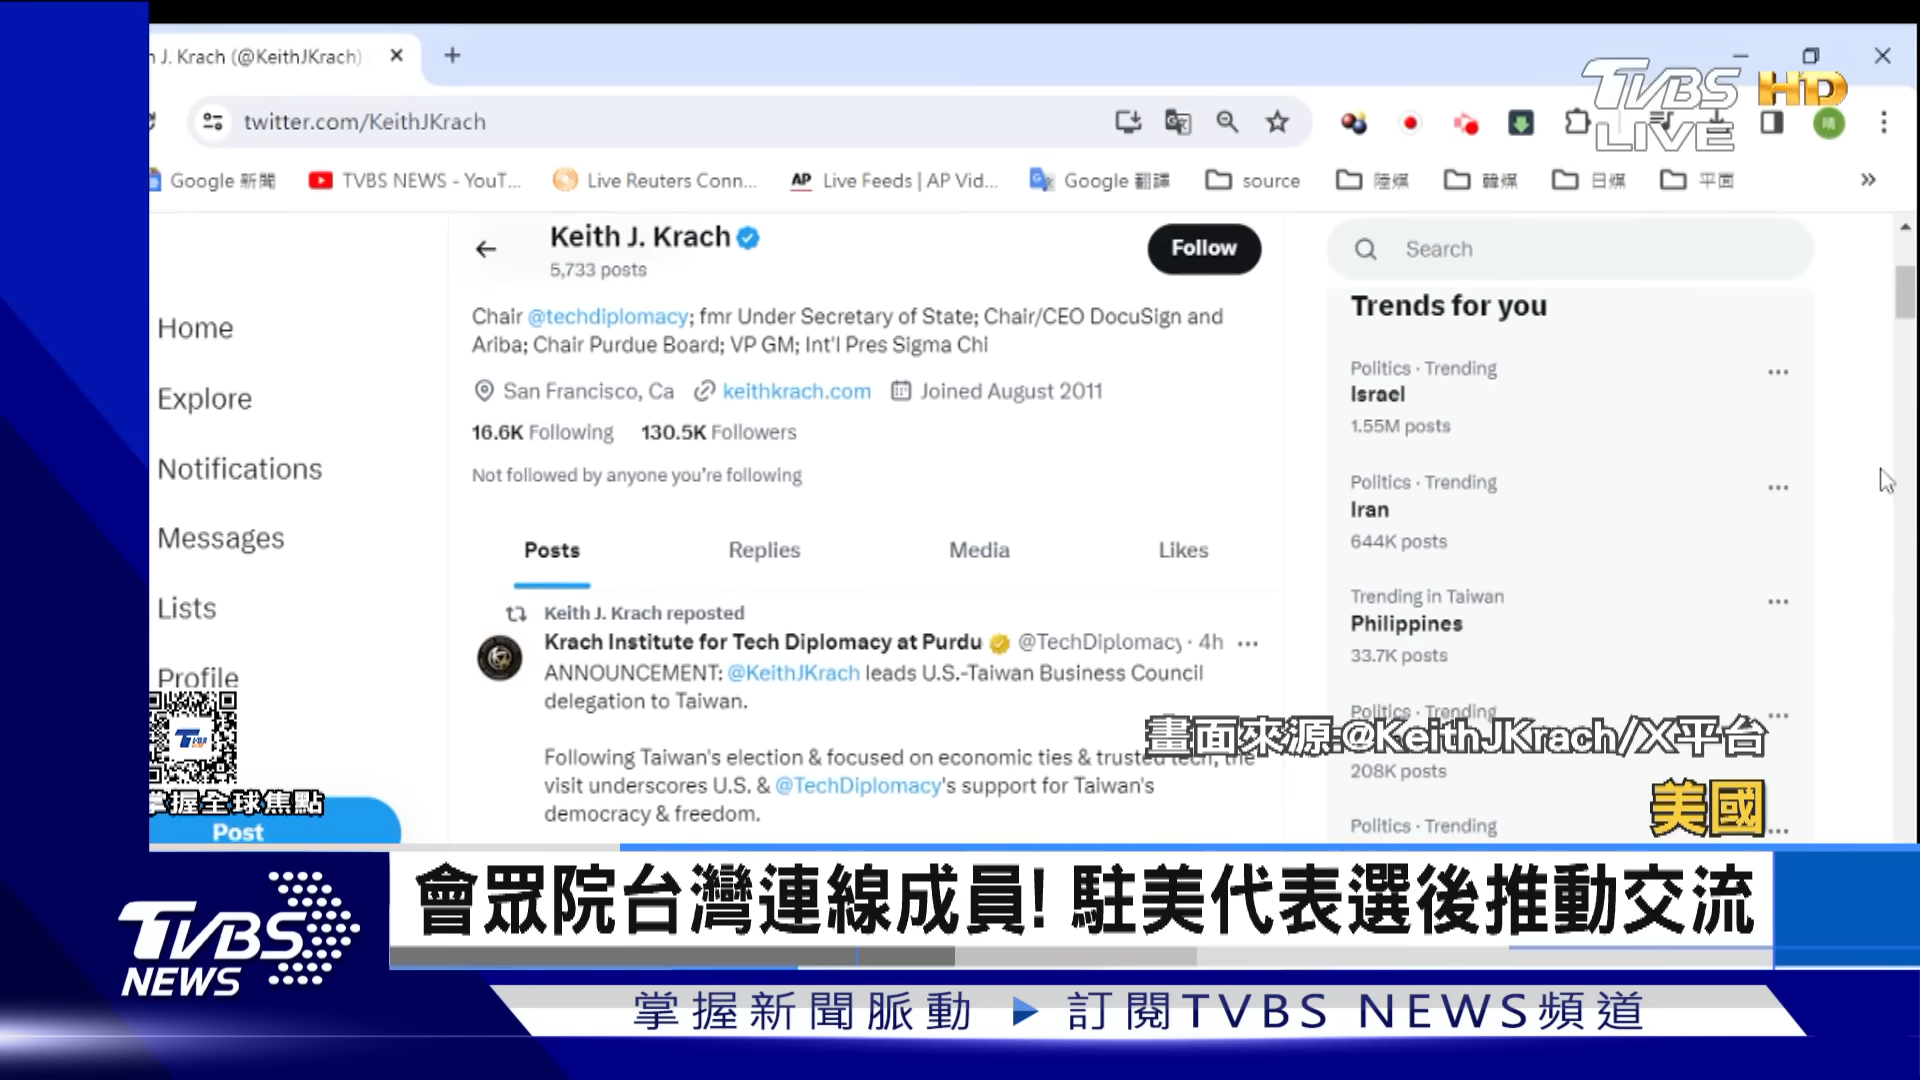 h J. Krach (@KeithJKrach)
twitter.com/KeithJKrach
TVBS HD
LIVE
晴
Google 新聞
TVBS NEWS - YouT...
Live Reuters Conn...
AP Live Feeds | AP Vid...
Google 翻譯
source
陸媒
韓媒
日媒
平面
Home
Explore
Notifications
Messages
Lists
Profile
Post
掌握全球焦點
Keith J. Krach
5,733 posts
Follow
Chair @techdiplomacy; fmr Under Secretary of State; Chair/CEO DocuSign and
Ariba; Chair Purdue Board; VP GM; Int'l Pres Sigma Chi
San Francisco, Ca keithkrach.com Joined August 2011
16.6K Following 130.5K Followers
Not followed by anyone you're following
Posts Replies Media Likes
Keith J. Krach reposted
Krach Institute for Tech Diplomacy at Purdu @TechDiplomacy · 4h
ANNOUNCEMENT: @KeithJKrach leads U.S.-Taiwan Business Council
delegation to Taiwan.
Following Taiwan's election & focused on economic ties & trusted tech, the
visit underscores U.S. & @TechDiplomacy's support for Taiwan's
democracy & freedom.
Search
Trends for you
Politics · Trending
Israel
1.55M posts
Politics · Trending
Iran
644K posts
Trending in Taiwan
Philippines
33.7K posts
Politics · Trending
208K posts
Politics · Trending
畫面來源:@KeithJKrach/X平台
美國
會眾院台灣連線成員! 駐美代表選後推動交流
TVBS
NEWS
掌握新聞脈動 ▶ 訂閱TVBS NEWS頻道